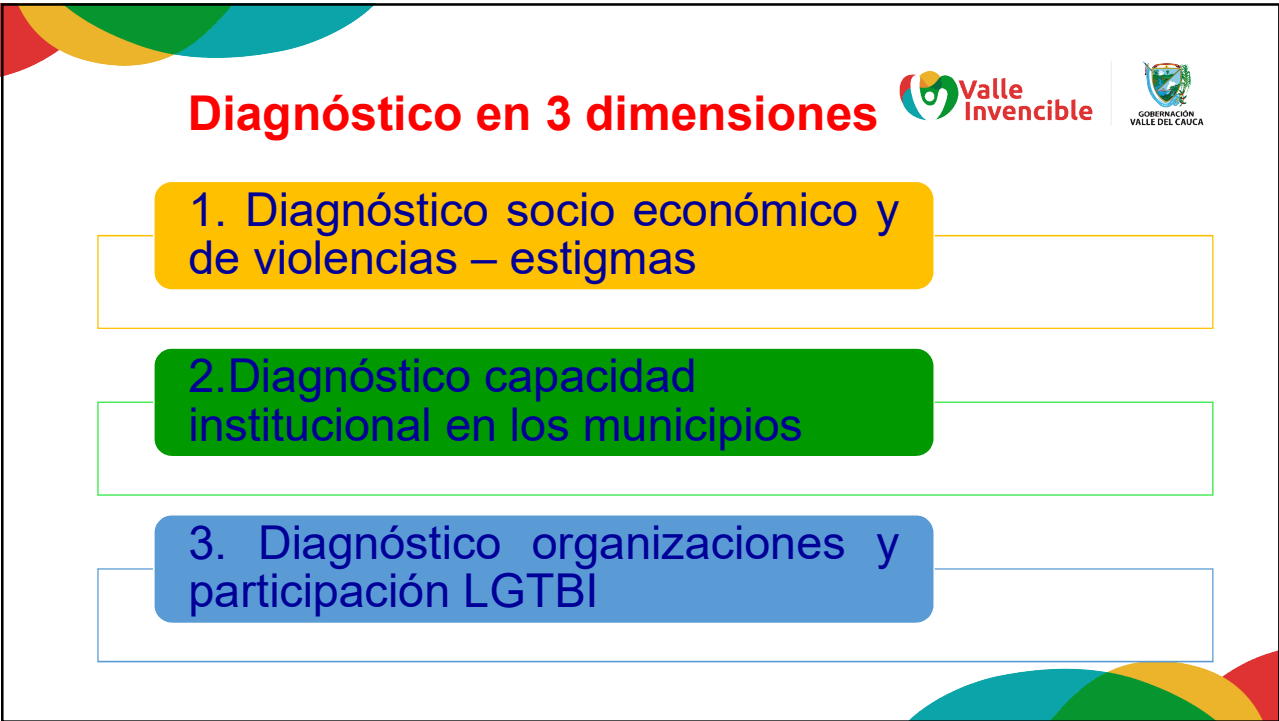 Diagnóstico en 3 dimensiones
Valle
Invencible
GOBERNACIÓN
VALLE DEL CAUCA
1. Diagnóstico socio económico y
de violencias – estigmas
2.Diagnóstico capacidad
institucional en los municipios
3. Diagnóstico organizaciones y
participación LGTBI